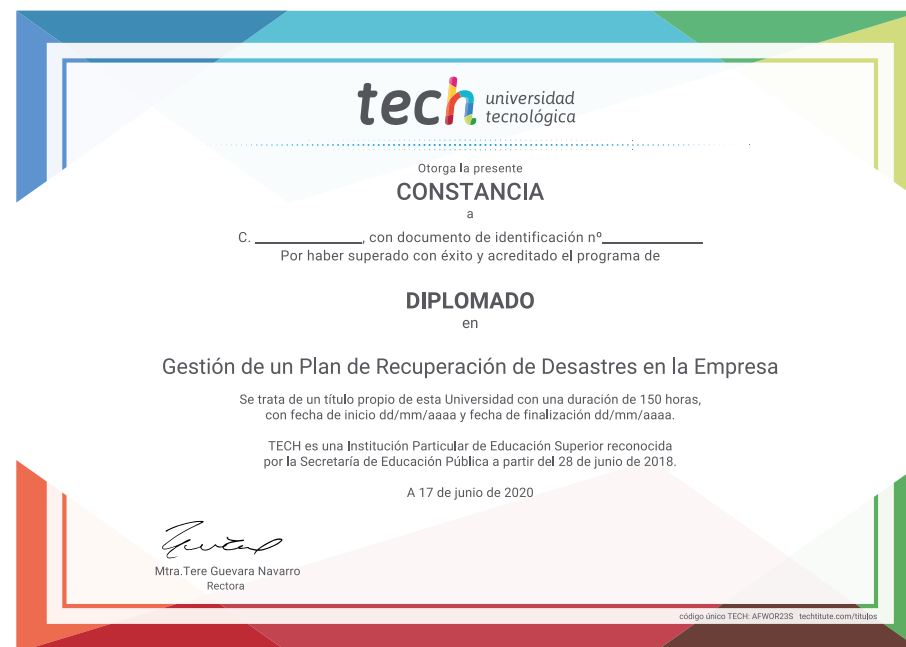 tech universidad
tecnológica
Otorga la presente
CONSTANCIA
a
C. ______________, con documento de identificación nº_____________
Por haber superado con éxito y acreditado el programa de
DIPLOMADO
en
Gestión de un Plan de Recuperación de Desastres en la Empresa
Se trata de un título propio de esta Universidad con una duración de 150 horas,
con fecha de inicio dd/mm/aaaa y fecha de finalización dd/mm/aaaa.
TECH es una Institución Particular de Educación Superior reconocida
por la Secretaría de Educación Pública a partir del 28 de junio de 2018.
A 17 de junio de 2020
Mtra.Tere Guevara Navarro
Rectora
código único TECH: AFWOR23S techtitute.com/titulos